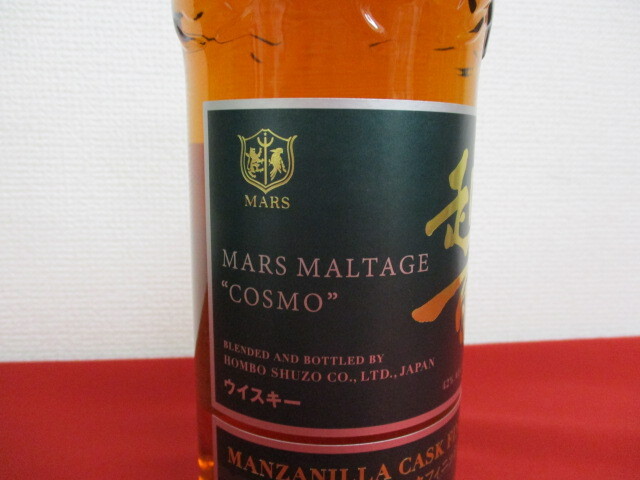 MARS
MARS MALTAGE
"COSMO"
BLENDED AND BOTTLED BY
HOMBO SHUZO CO., LTD., JAPAN
ウイスキー
42%
MANZANILLA CASK